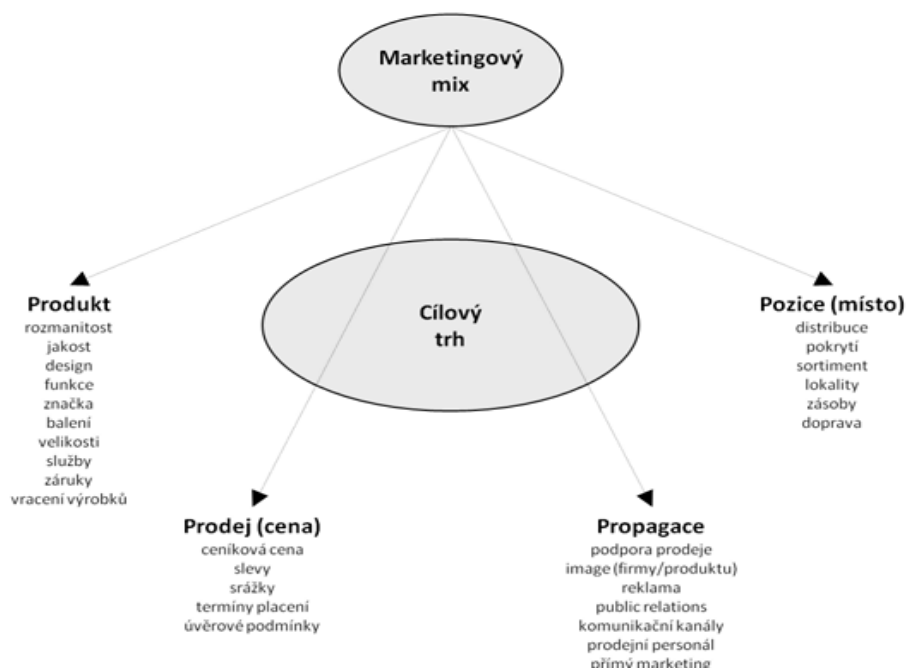 Marketingový
mix
Cílový
trh
Produkt
rozmanitost
jakost
design
funkce
značka
balení
velikosti
služby
záruky
vracení výrobků
Prodej (cena)
ceníková cena
slevy
srážky
termíny placení
úvěrové podmínky
Propagace
podpora prodeje
image (firmy/produktu)
reklama
public relations
komunikační kanály
prodejní personál
přímý marketing
Pozice (místo)
distribuce
pokrytí
sortiment
lokality
zásoby
doprava